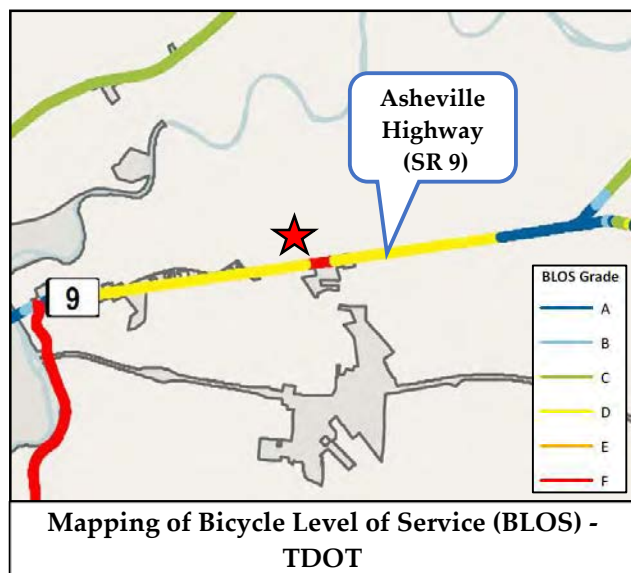 Asheville
Highway
(SR 9)
9
BLOS Grade
A
B
C
D
E
F
Mapping of Bicycle Level of Service (BLOS) -
TDOT